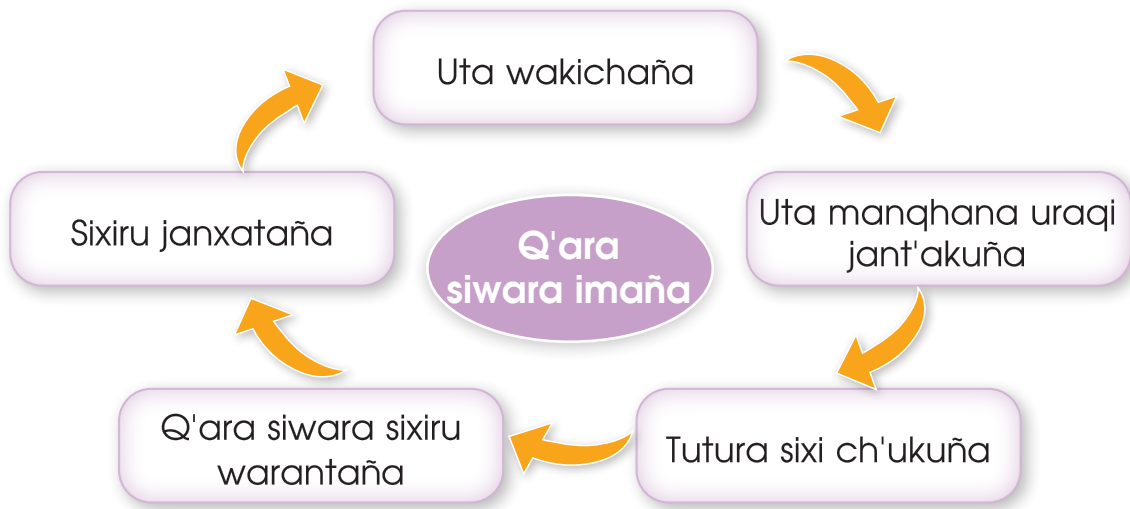 Uta wakichaña
Uta manqhana uraqi
jant'akuña
Tutura sixi ch'ukuña
Q'ara siwara sixiru
warantaña
Sixiru janxataña
Q'ara
siwara imaña